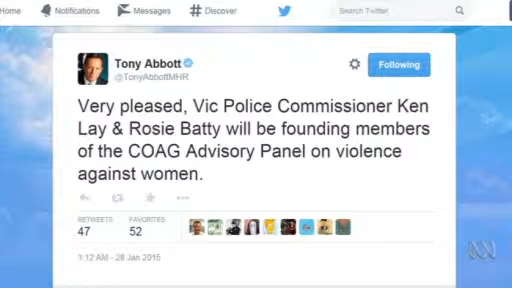 Home Notifications Messages Discover Search Twitter
Tony Abbott
@TonyAbbottMHR
Following
Very pleased, Vic Police Commissioner Ken
Lay & Rosie Batty will be founding members
of the COAG Advisory Panel on violence
against women.
RETWEETS FAVORITES
47 52
1:12 AM - 28 Jan 2015